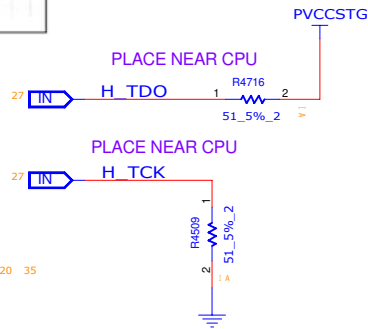 PVCCSTG
PLACE NEAR CPU
R4716
27 IN H_TDO 1 2
51_5%_2
PLACE NEAR CPU
27 IN H_TCK
1
R4509
51_5%_2
2
20 35